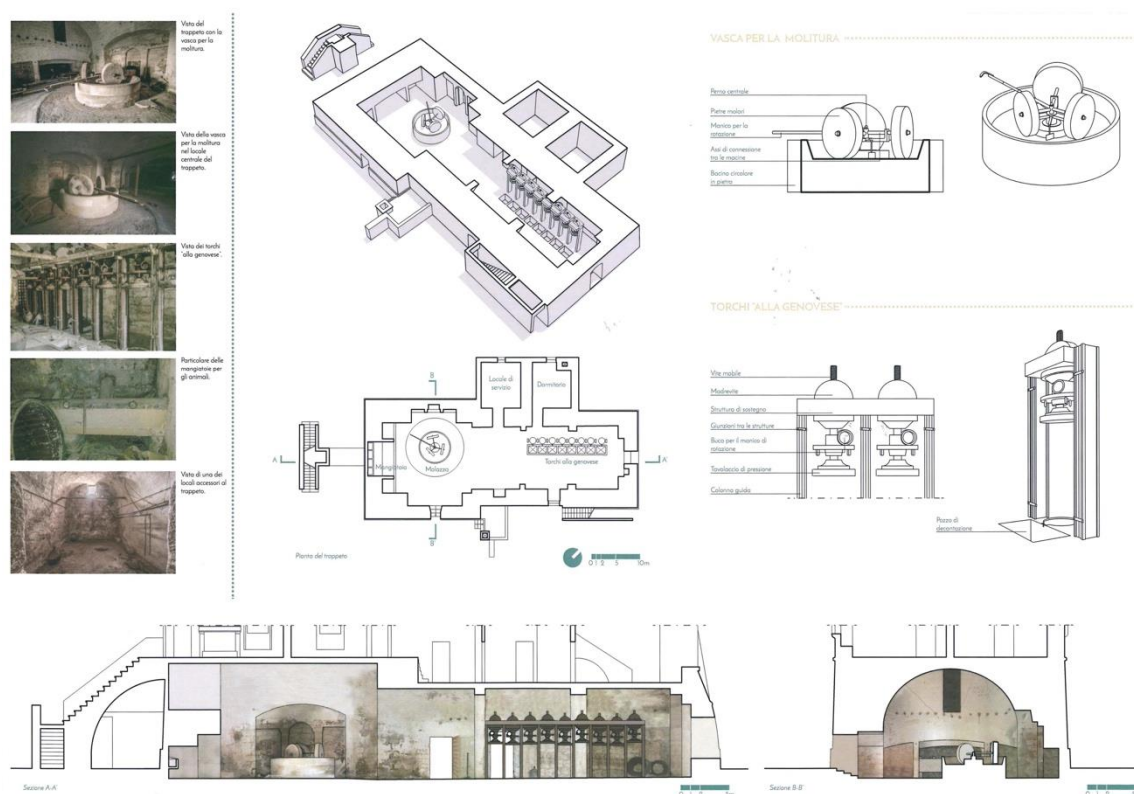 Vista del
trappeto con la
vasca per la
molitura.
Vista della vasca
per la molitura
nel locale
centrale del
trappeto.
Vista dei torchi
"alla genovese".
Particolare delle
mangiatoie per
gli animali.
Vista di uno dei
locali accessori al
trappeto.
Locale di
servizio
Dormitorio
B
A
A'
Mangiatoia
Molazza
Torchi alla genovese
B'
Pianta del trappeto
0 1 2 5 10m
VASCA PER LA MOLITURA
Perno centrale
Pietre molari
Manico per la
rotazione
Assi di connessione
tra le macine
Bacino circolare
in pietra
TORCHI "ALLA GENOVESE"
Vite mobile
Madrevite
Struttura di sostegno
Giunzioni tra le strutture
Buca per il manico di
rotazione
Tavolaccio di pressione
Colonna guida
Pozzo di
decantazione
Sezione A-A'
Sezione B-B'